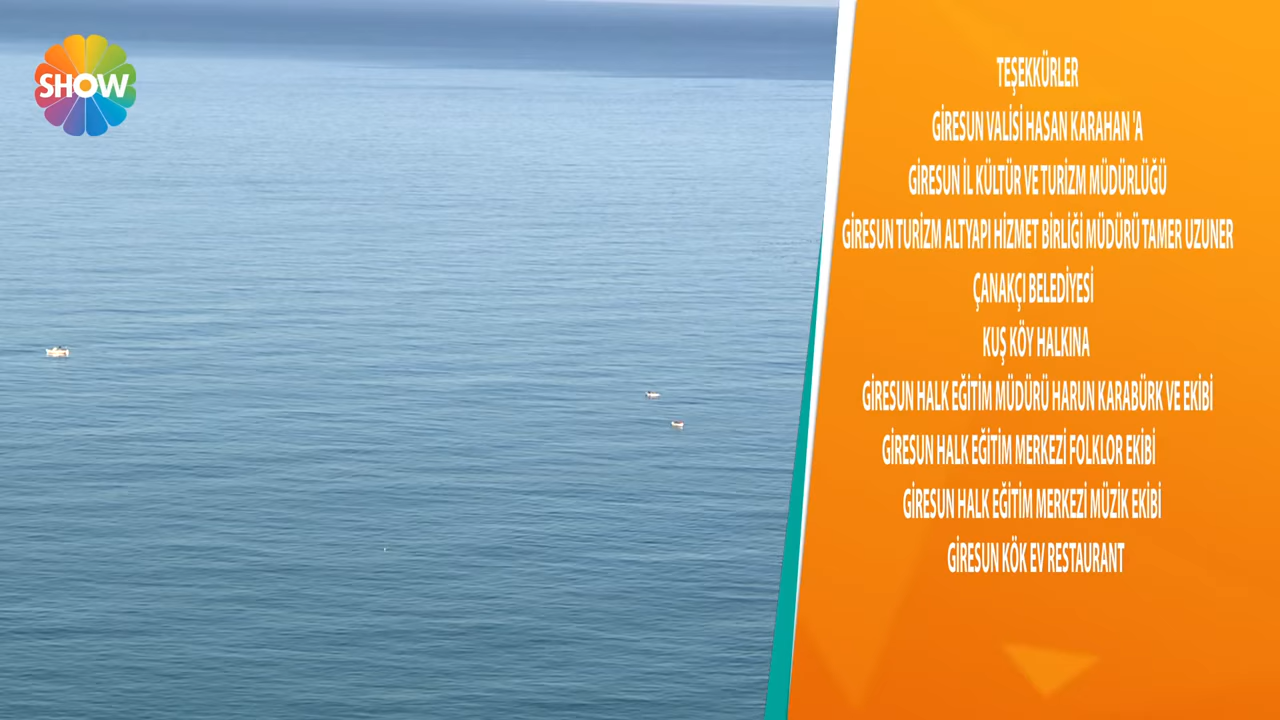 SHOW
TEŞEKKÜRLER
GİRESUN VALİSİ HASAN KARAHAN 'A
GİRESUN İL KÜLTÜR VE TURİZM MÜDÜRLÜĞÜ
GİRESUN TURİZM ALTYAPI HİZMET BİRLİĞİ MÜDÜRÜ TAMER UZUNER
ÇANAKÇI BELEDİYESİ
KUŞ KÖY HALKINA
GİRESUN HALK EĞİTİM MÜDÜRÜ HARUN KARABÜRK VE EKİBİ
GİRESUN HALK EĞİTİM MERKEZİ FOLKLOR EKİBİ
GİRESUN HALK EĞİTİM MERKEZİ MÜZİK EKİBİ
GİRESUN KÖK EV RESTAURANT